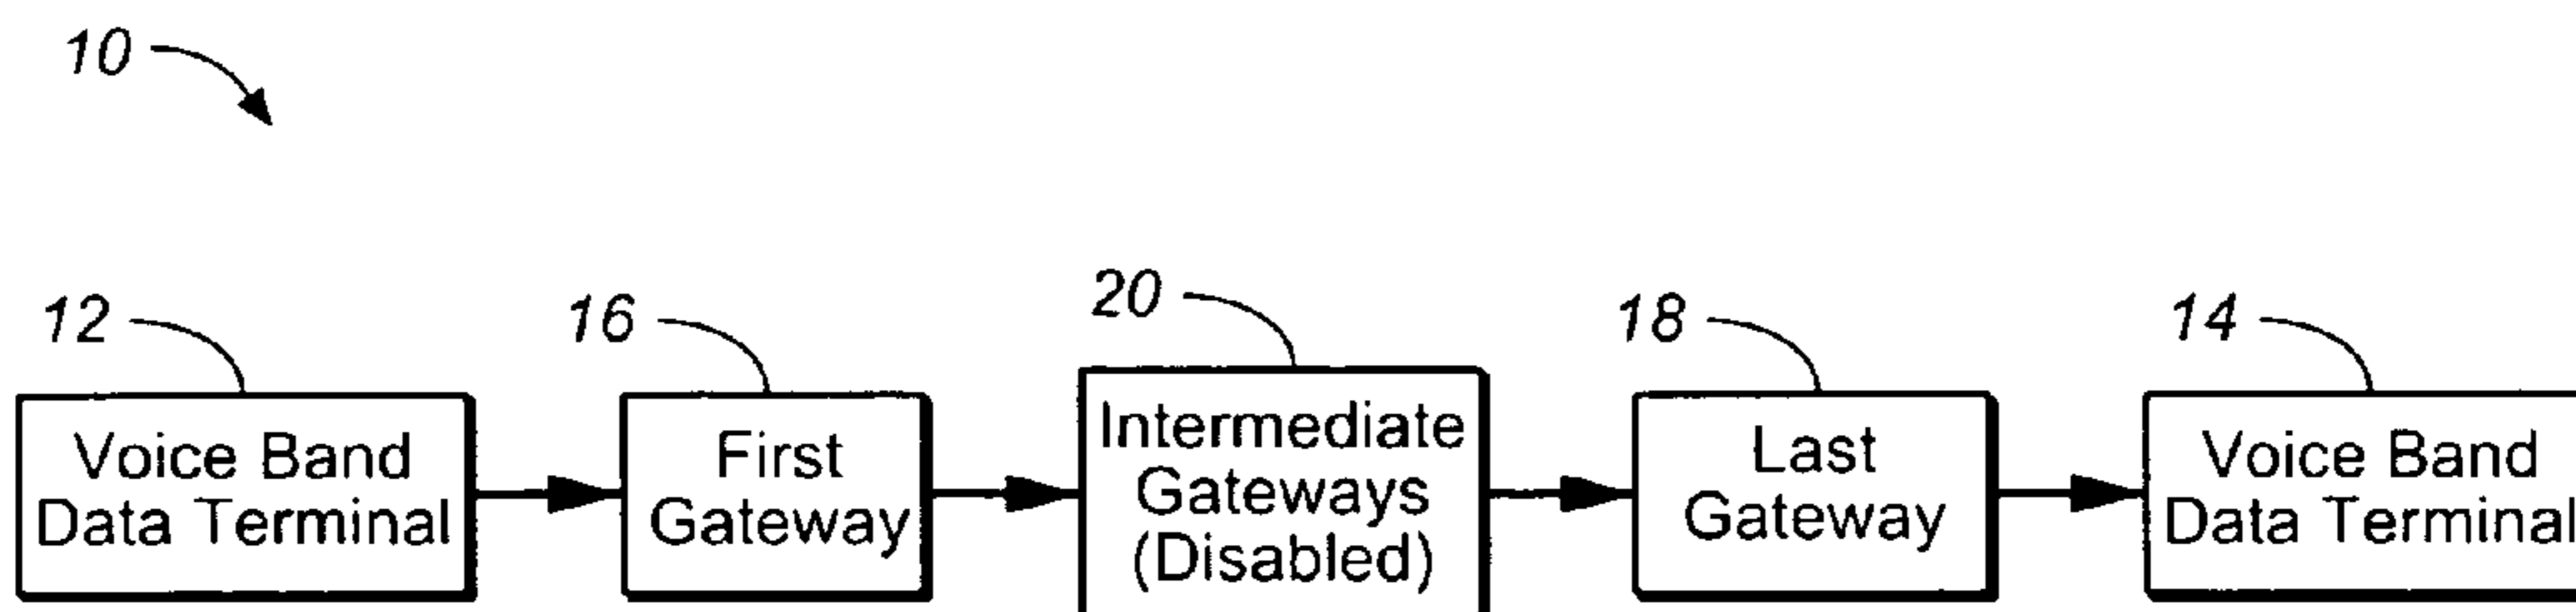 10
12
16
20
18
14
Voice Band
Data Terminal
First
Gateway
Intermediate
Gateways
(Disabled)
Last
Gateway
Voice Band
Data Terminal